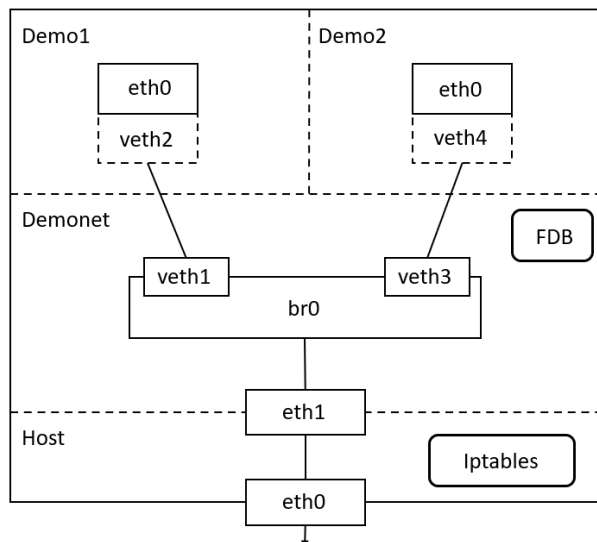 Demo1
Demo2
eth0
eth0
veth2
veth4
Demonet
FDB
veth1
veth3
br0
eth1
Host
Iptables
eth0